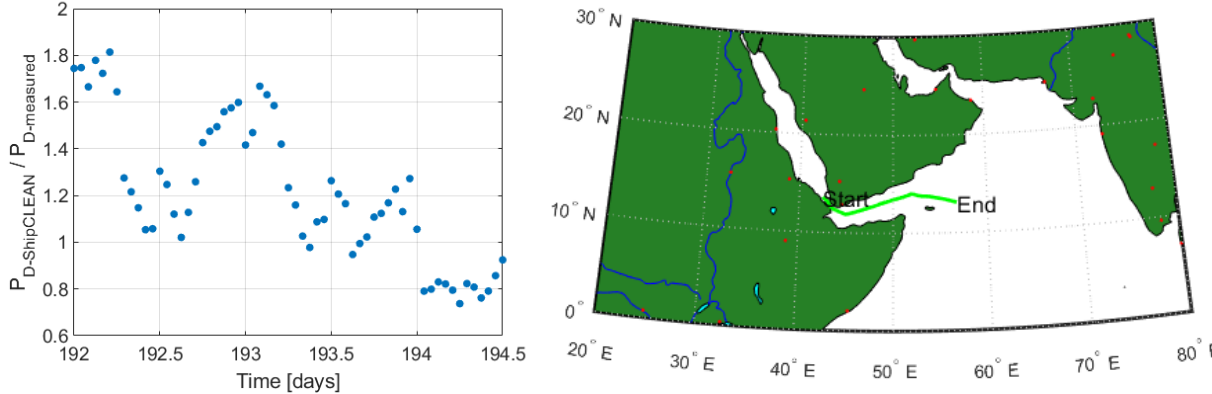 2
1.8
1.6
1.4
1.2
1
0.8
0.6
192
192.5
193
193.5
194
194.5
Time [days]
P_D-ShipCLEAN / P_D-measured
30° N
20° N
10° N
0°
20° E
30° E
40° E
50° E
60° E
70° E
80° E
Start
End